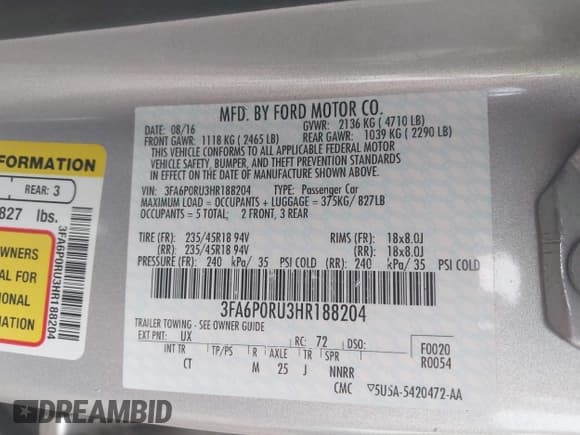 MFD. BY FORD MOTOR CO.
DATE: 08/16 GVWR: 2136 KG ( 4710 LB)
FRONT GAWR: 1118 KG ( 2465 LB) REAR GAWR: 1039 KG ( 2290 LB)
THIS VEHICLE CONFORMS TO ALL APPLICABLE FEDERAL MOTOR
VEHICLE SAFETY, BUMPER, AND THEFT PREVENTION STANDARDS
IN EFFECT ON THE DATE OF MANUFACTURE SHOWN ABOVE.
VIN: 3FA6P0RU3HR188204 TYPE: Passenger Car
MAXIMUM LOAD = OCCUPANTS + LUGGAGE = 375KG/ 827LB
OCCUPANTS = 5 TOTAL; 2 FRONT, 3 REAR
TIRE (FR): 235/45R18 94V RIMS (FR): 18x8.0J
(RR): 235/45R18 94V (RR): 18x8.0J
PRESSURE (FR): 240 kPa/ 35 PSI COLD (RR): 240 kPa/ 35 PSI COLD
3FA6P0RU3HR188204
TRAILER TOWING - SEE OWNER GUIDE
EXT PNT: UX RC: 72 DSO: F0020
R0054
INT TR TP/PS R AXLE TR SPR
CT M 25 J NNRR
CMC ▽5U5A-5420472-AA
FORMATION
REAR: 3
827 lbs.
3FA6P0RU3HR188204
OWNERS
AL FOR
TIONAL
MATION
DREAMBID